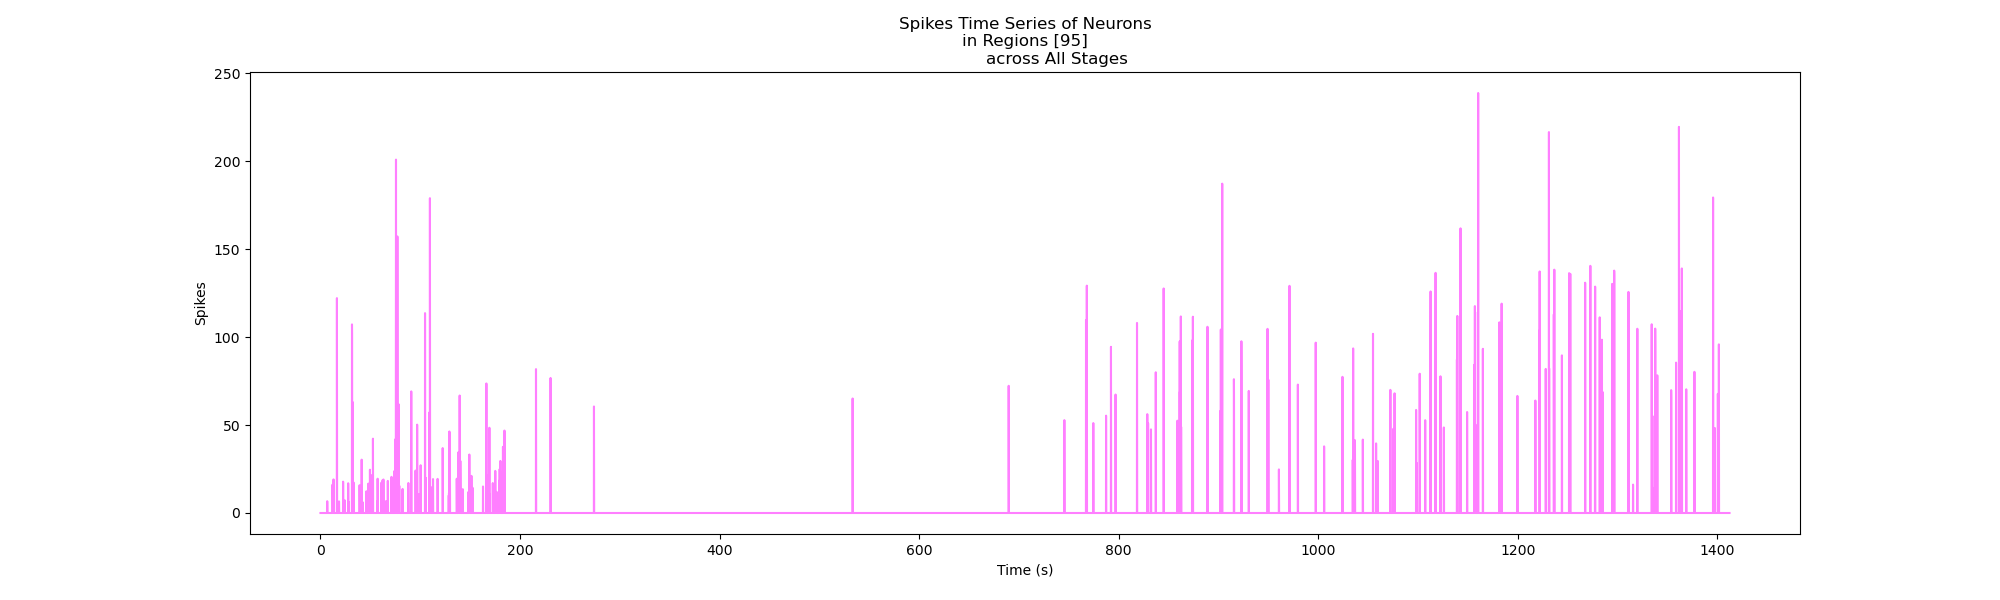 Spikes Time Series of Neurons
in Regions [95]
across All Stages
250
200
150
100
50
0
Spikes
0 200 400 600 800 1000 1200 1400
Time (s)